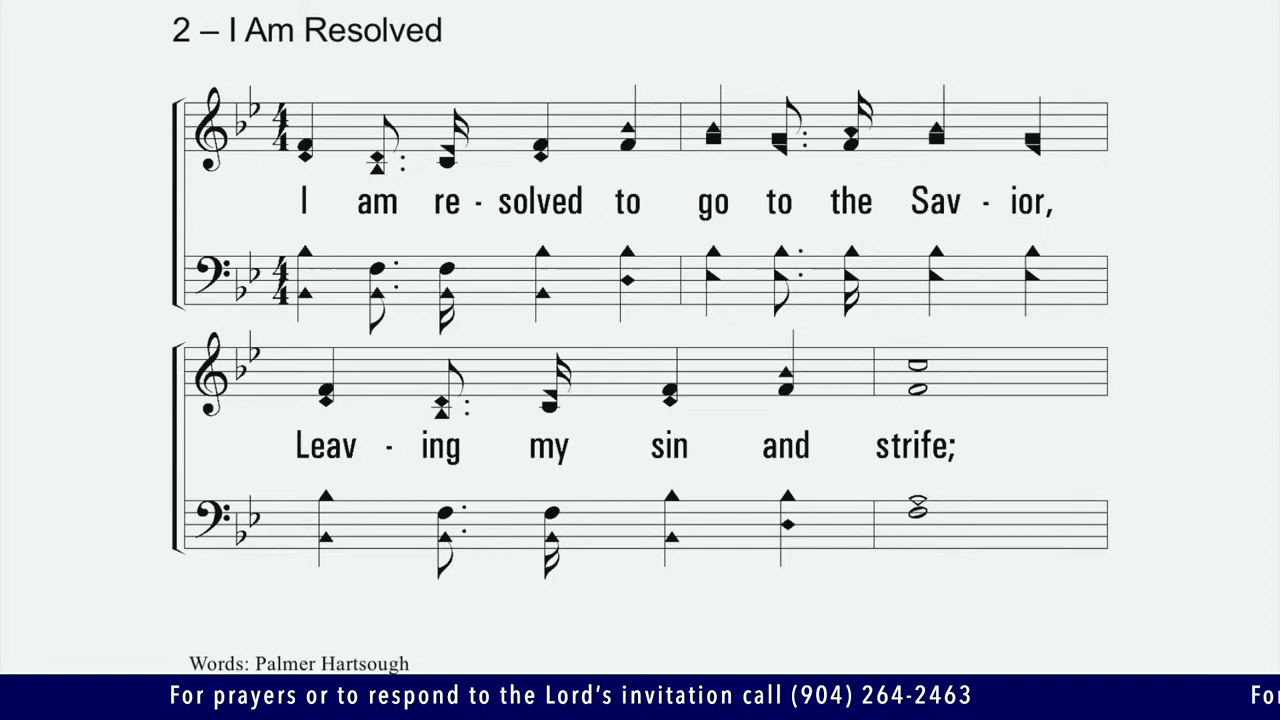 2 – I Am Resolved
I am re - solved to go to the Sav - ior,
Leav - ing my sin and strife;
Words: Palmer Hartsough
For prayers or to respond to the Lord's invitation call (904) 264-2463
For